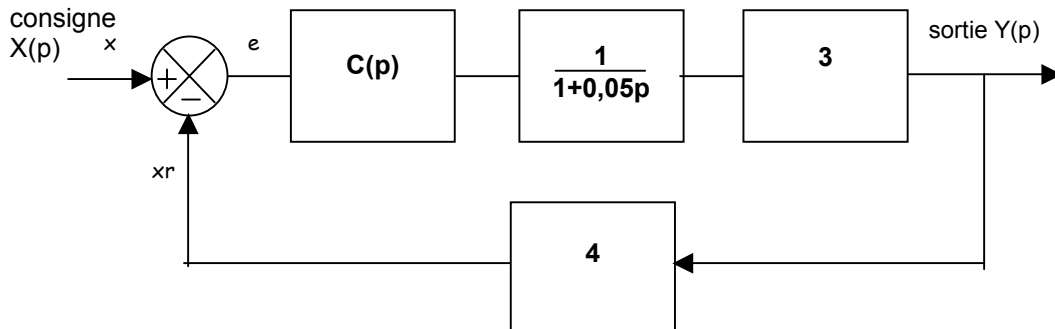 consigne
X(p)
x
e
+
−
C(p)
1
1+0,05p
3
sortie Y(p)
xr
4